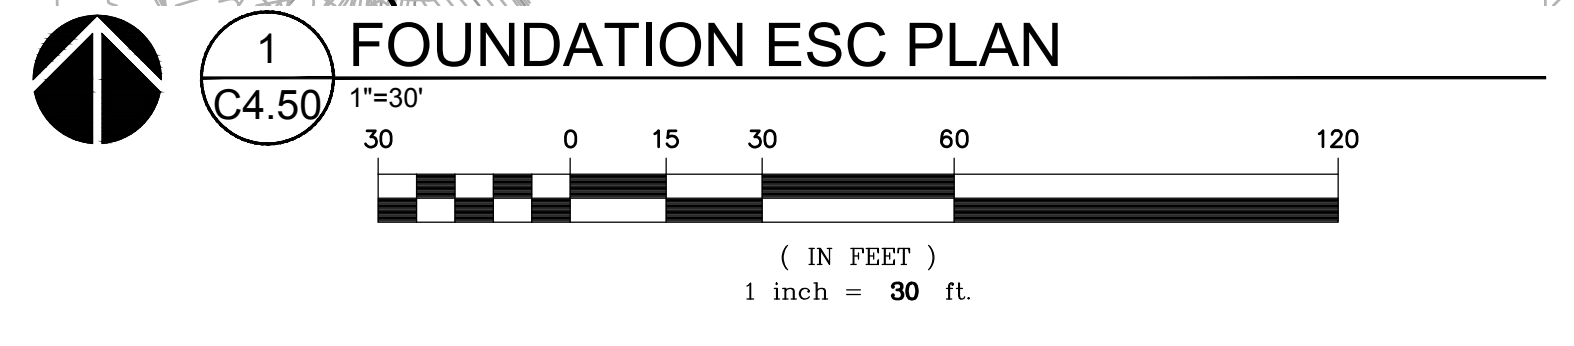 1
C4.50
FOUNDATION ESC PLAN
1"=30'
30 0 15 30 60 120
( IN FEET )
1 inch = 30 ft.